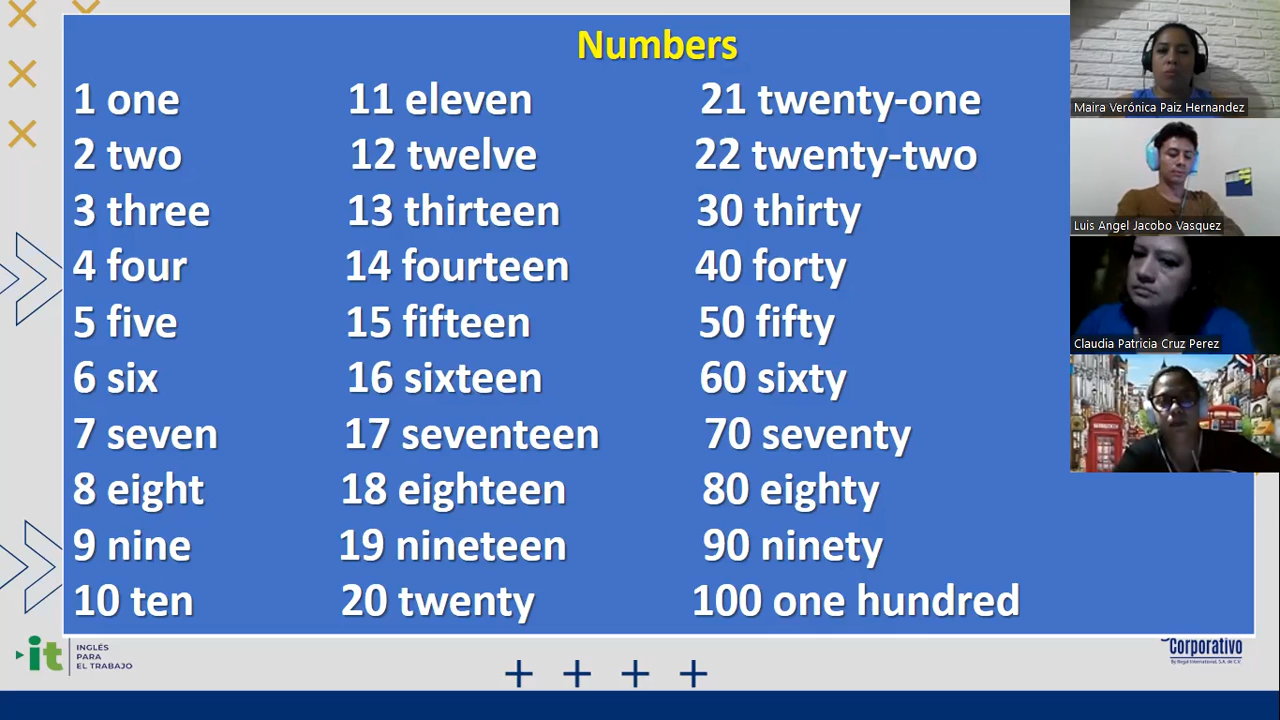 Numbers
1 one
2 two
3 three
4 four
5 five
6 six
7 seven
8 eight
9 nine
10 ten
11 eleven
12 twelve
13 thirteen
14 fourteen
15 fifteen
16 sixteen
17 seventeen
18 eighteen
19 nineteen
20 twenty
21 twenty-one
22 twenty-two
30 thirty
40 forty
50 fifty
60 sixty
70 seventy
80 eighty
90 ninety
100 one hundred
Maira Verónica Paiz Hernandez
Luis Angel Jacobo Vasquez
Claudia Patricia Cruz Perez
it
INGLÉS
PARA
EL TRABAJO
Corporativo
By Regal International, S.A. de C.V.